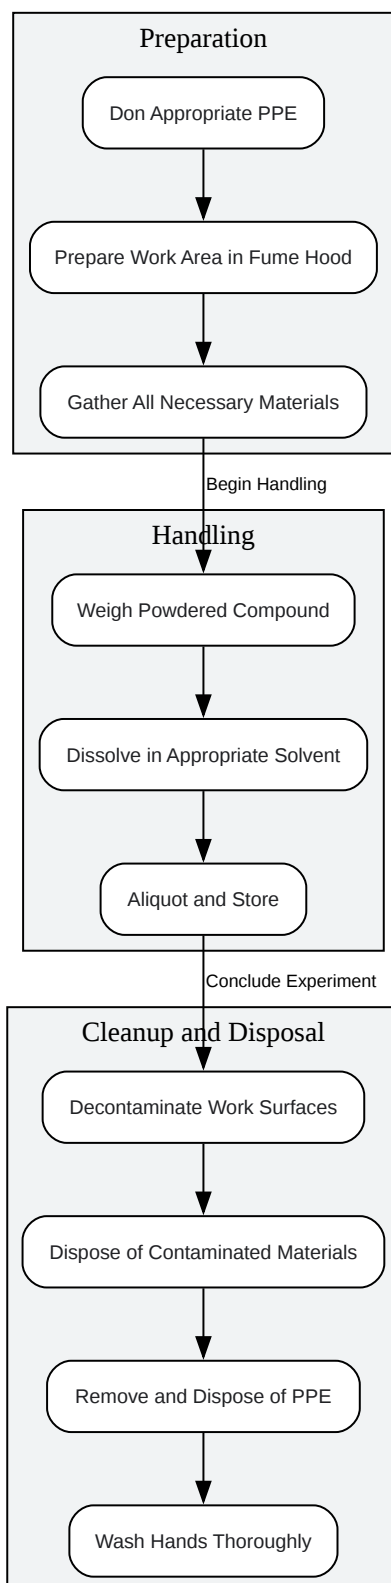 Preparation
Don Appropriate PPE
Prepare Work Area in Fume Hood
Gather All Necessary Materials
Begin Handling
Handling
Weigh Powdered Compound
Dissolve in Appropriate Solvent
Aliquot and Store
Conclude Experiment
Cleanup and Disposal
Decontaminate Work Surfaces
Dispose of Contaminated Materials
Remove and Dispose of PPE
Wash Hands Thoroughly